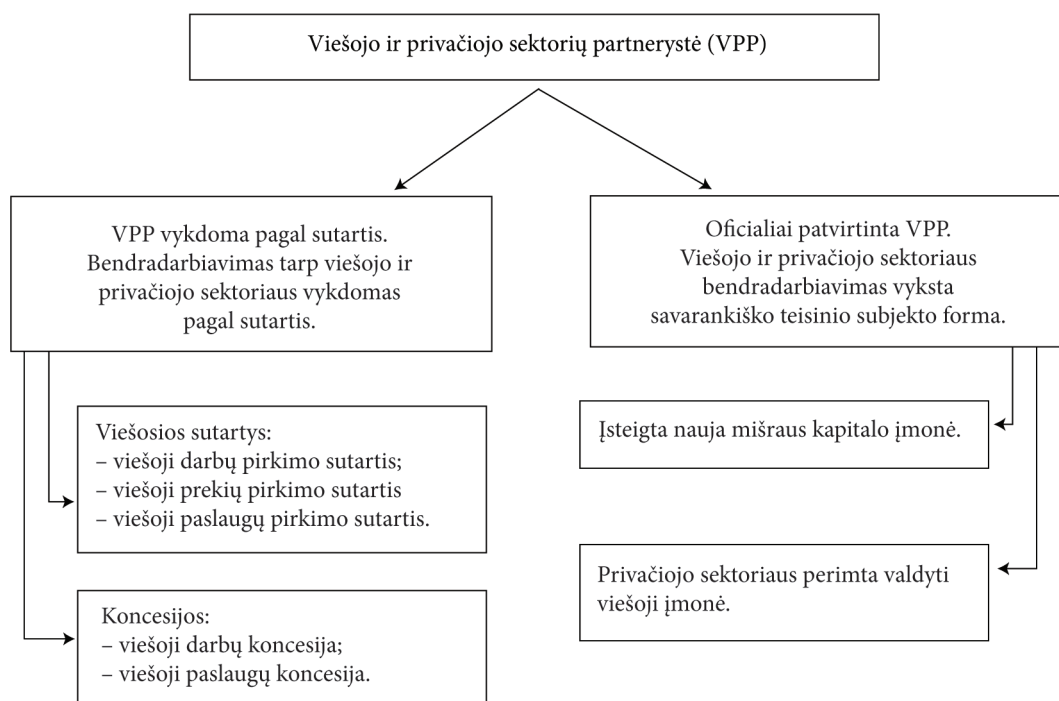 Viešojo ir privačiojo sektorių partnerystė (VPP)
VPP vykdoma pagal sutartis.
Bendradarbiavimas tarp viešojo ir
privačiojo sektoriaus vykdomas
pagal sutartis.
Oficialiai patvirtinta VPP.
Viešojo ir privačiojo sektoriaus
bendradarbiavimas vyksta
savarankiško teisinio subjekto forma.
Viešosios sutartys:
– viešoji darbų pirkimo sutartis;
– viešoji prekių pirkimo sutartis
– viešoji paslaugų pirkimo sutartis.
Koncesijos:
– viešoji darbų koncesija;
– viešoji paslaugų koncesija.
Įsteigta nauja mišraus kapitalo įmonė.
Privačiojo sektoriaus perimta valdyti
viešoji įmonė.